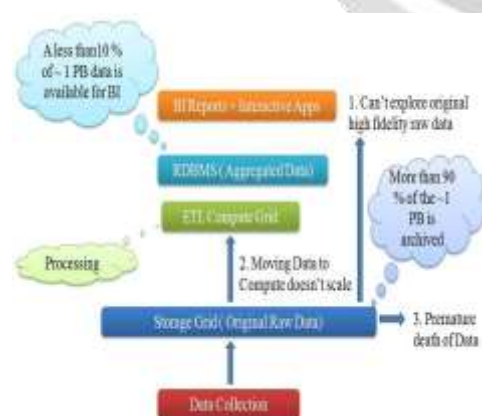 A less than10 %
of ~ 1 PB data is
available for BI
BI Reports + Interactive Apps
1. Can't explore original
high fidelity raw data
RDBMS ( Aggregated Data)
More than 90
% of the ~1
PB is
archived
ETL Compute Grid
Processing
2. Moving Data to
Compute doesn't scale
Storage Grid( Original Raw Data)
3. Premature
death of Data
Data Collection